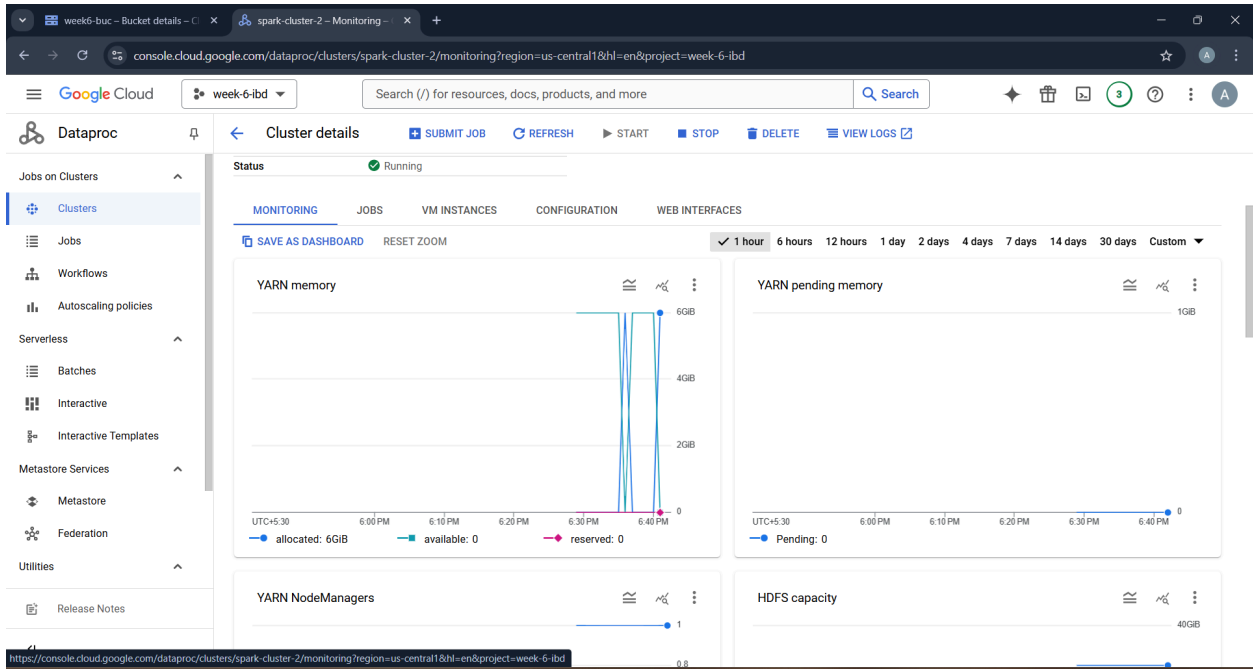 week6-buc – Bucket details – Cl
spark-cluster-2 – Monitoring –
console.cloud.google.com/dataproc/clusters/spark-cluster-2/monitoring?region=us-central1&hl=en&project=week-6-ibd
A
Google Cloud
week-6-ibd
Search (/) for resources, docs, products, and more
Search
3
A
Dataproc
Cluster details
SUBMIT JOB
REFRESH
START
STOP
DELETE
VIEW LOGS
Jobs on Clusters
Clusters
Jobs
Workflows
Autoscaling policies
Serverless
Batches
Interactive
Interactive Templates
Metastore Services
Metastore
Federation
Utilities
Release Notes
Status
Running
MONITORING
JOBS
VM INSTANCES
CONFIGURATION
WEB INTERFACES
SAVE AS DASHBOARD
RESET ZOOM
1 hour
6 hours
12 hours
1 day
2 days
4 days
7 days
14 days
30 days
Custom
YARN memory
6GiB
4GiB
2GiB
0
UTC+5:30
6:00 PM
6:10 PM
6:20 PM
6:30 PM
6:40 PM
allocated: 6GiB
available: 0
reserved: 0
YARN pending memory
1GiB
0
UTC+5:30
6:00 PM
6:10 PM
6:20 PM
6:30 PM
6:40 PM
Pending: 0
YARN NodeManagers
1
0.8
HDFS capacity
40GiB
https://console.cloud.google.com/dataproc/clusters/spark-cluster-2/monitoring?region=us-central1&hl=en&project=week-6-ibd